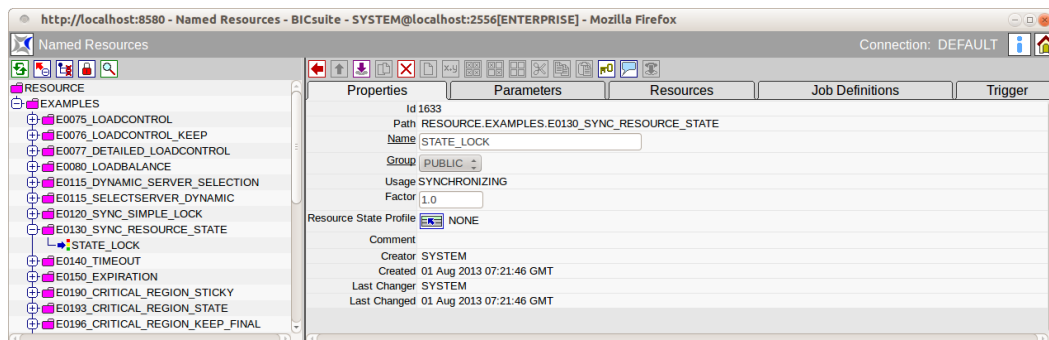 http://localhost:8580 - Named Resources - BICsuite - SYSTEM@localhost:2556[ENTERPRISE] - Mozilla Firefox
Named Resources
Connection: DEFAULT
RESOURCE
EXAMPLES
E0075_LOADCONTROL
E0076_LOADCONTROL_KEEP
E0077_DETAILED_LOADCONTROL
E0080_LOADBALANCE
E0115_DYNAMIC_SERVER_SELECTION
E0115_SELECTSERVER_DYNAMIC
E0120_SYNC_SIMPLE_LOCK
E0130_SYNC_RESOURCE_STATE
STATE_LOCK
E0140_TIMEOUT
E0150_EXPIRATION
E0190_CRITICAL_REGION_STICKY
E0193_CRITICAL_REGION_STATE
E0196_CRITICAL_REGION_KEEP_FINAL
Properties Parameters Resources Job Definitions Trigger
Id 1633
Path RESOURCE.EXAMPLES.E0130_SYNC_RESOURCE_STATE
Name STATE_LOCK
Group PUBLIC
Usage SYNCHRONIZING
Factor 1.0
Resource State Profile NONE
Comment
Creator SYSTEM
Created 01 Aug 2013 07:21:46 GMT
Last Changer SYSTEM
Last Changed 01 Aug 2013 07:21:46 GMT